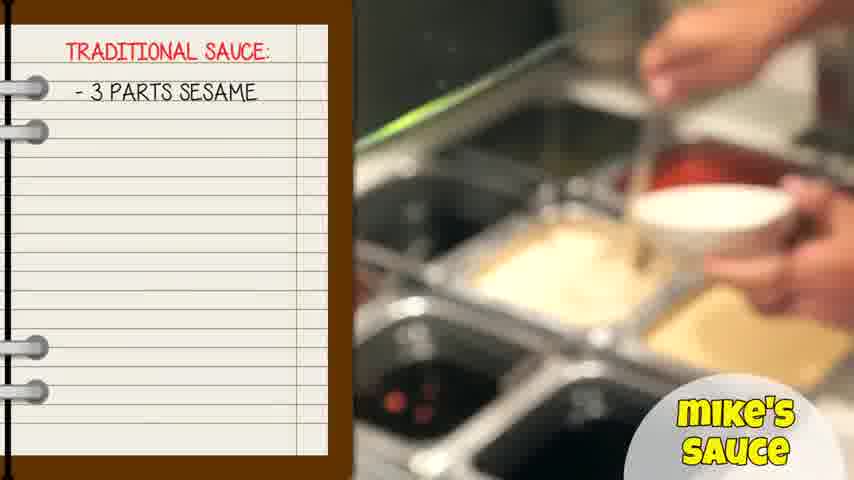 TRADITIONAL SAUCE:
- 3 PARTS SESAME
MIKE'S
SAUCE